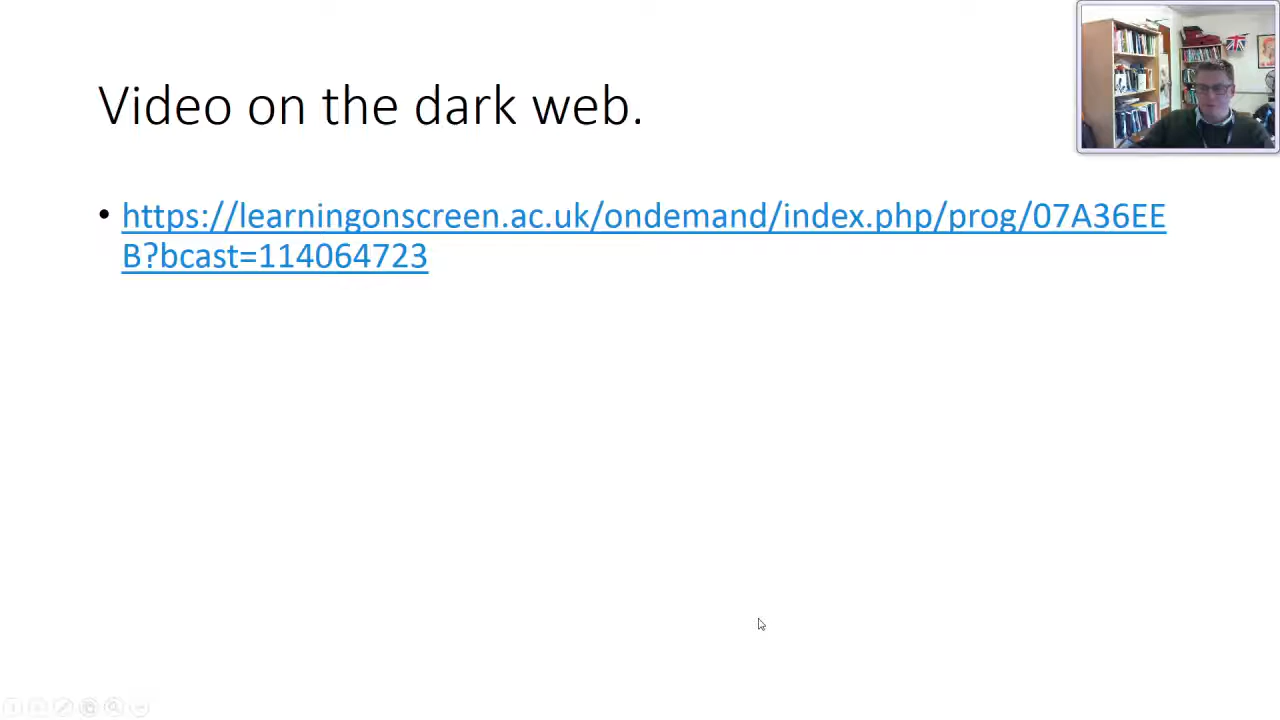 Video on the dark web.
• https://learningonscreen.ac.uk/ondemand/index.php/prog/07A36EE
B?bcast=114064723